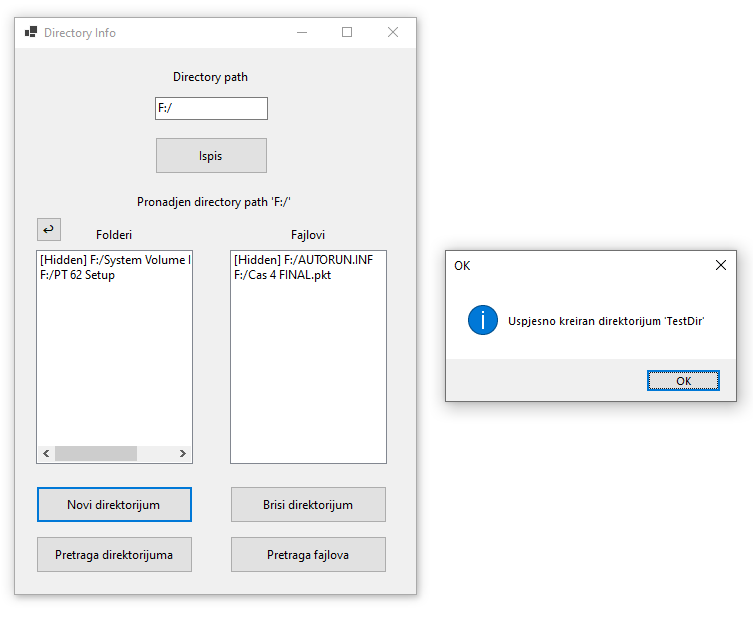 Directory Info
Directory path
F:/
Ispis
Pronadjen directory path 'F:/'
Folderi
Fajlovi
[Hidden] F:/System Volume I
F:/PT 62 Setup
[Hidden] F:/AUTORUN.INF
F:/Cas 4 FINAL.pkt
Novi direktorijum
Brisi direktorijum
Pretraga direktorijuma
Pretraga fajlova
OK
Uspjesno kreiran direktorijum 'TestDir'
OK